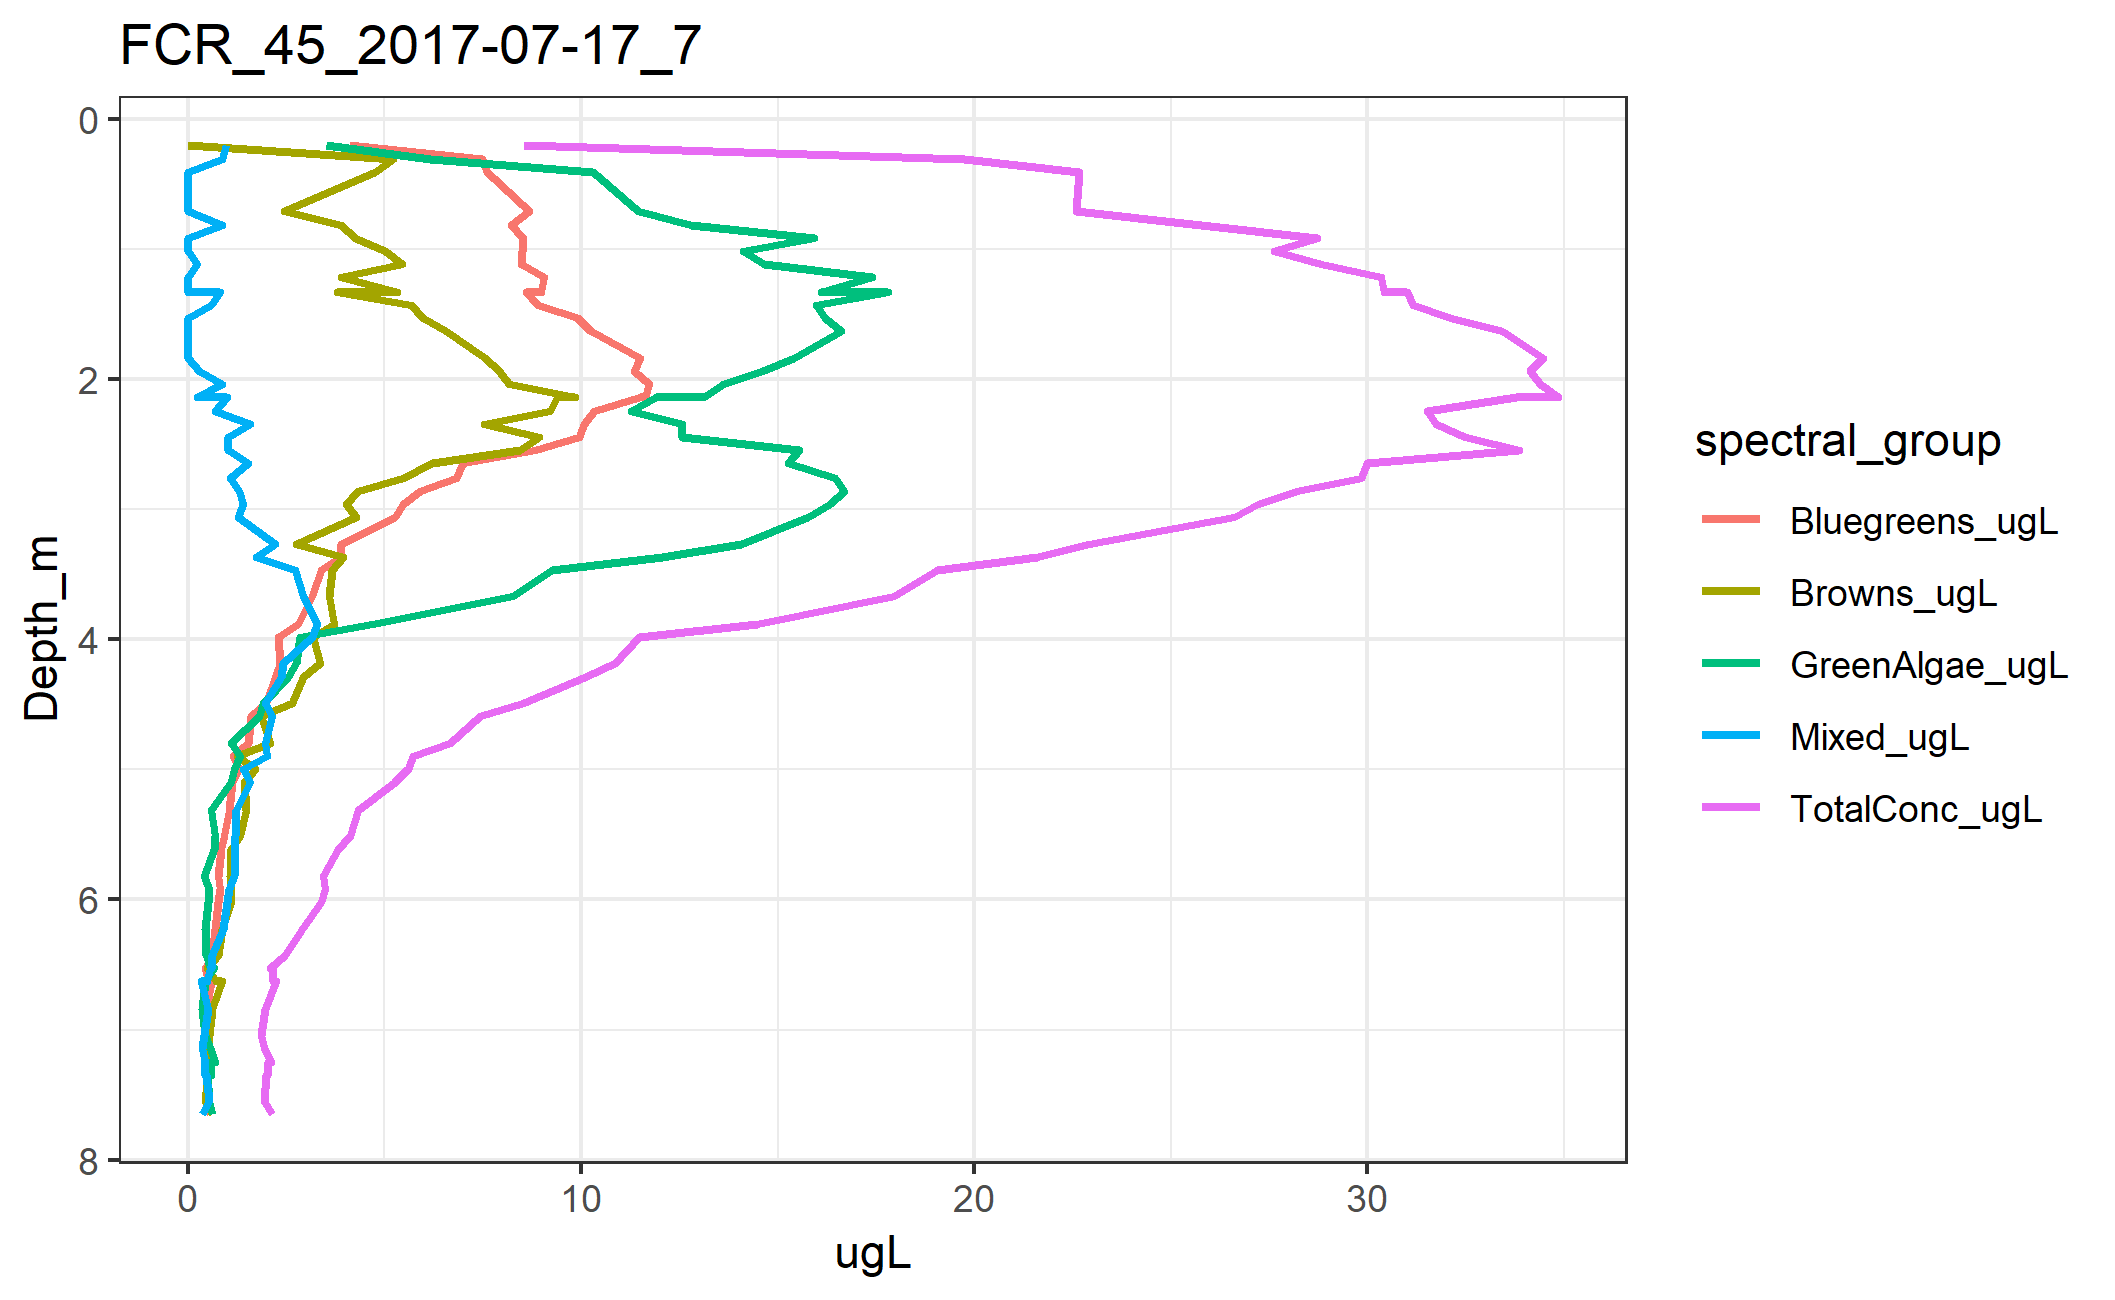 FCR_45_2017-07-17_7
0
2
4
6
8
Depth_m
0 10 20 30
ugL
spectral_group
Bluegreens_ugL
Browns_ugL
GreenAlgae_ugL
Mixed_ugL
TotalConc_ugL